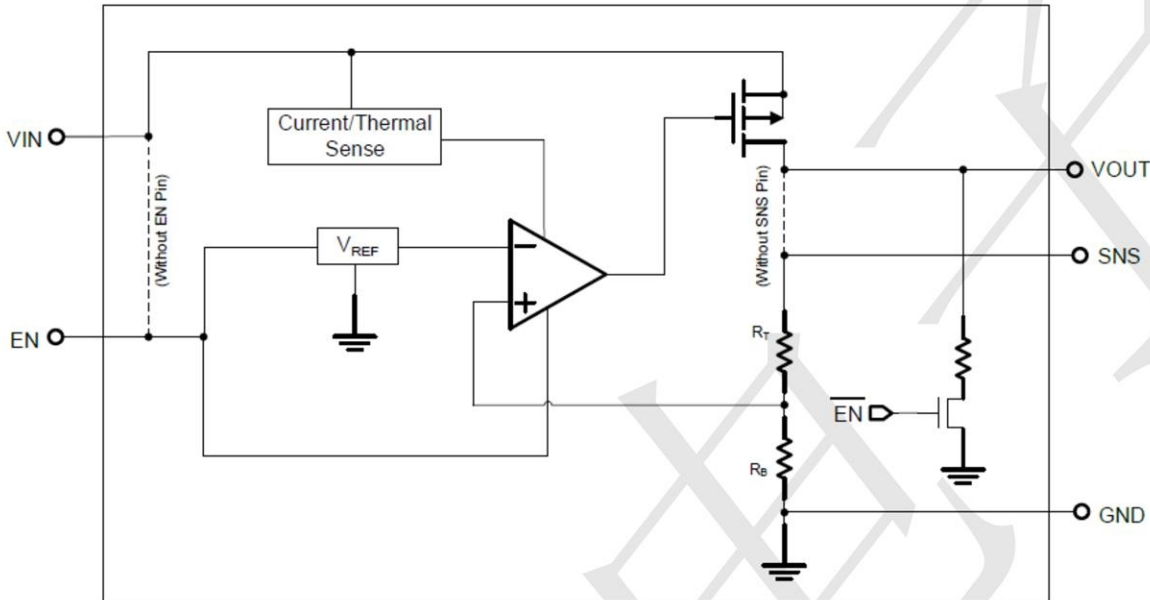 Current/Thermal
Sense
VIN
(Without EN Pin)
(Without SNS Pin)
VOUT
VREF
−
SNS
+
EN
RT
EN
RB
GND